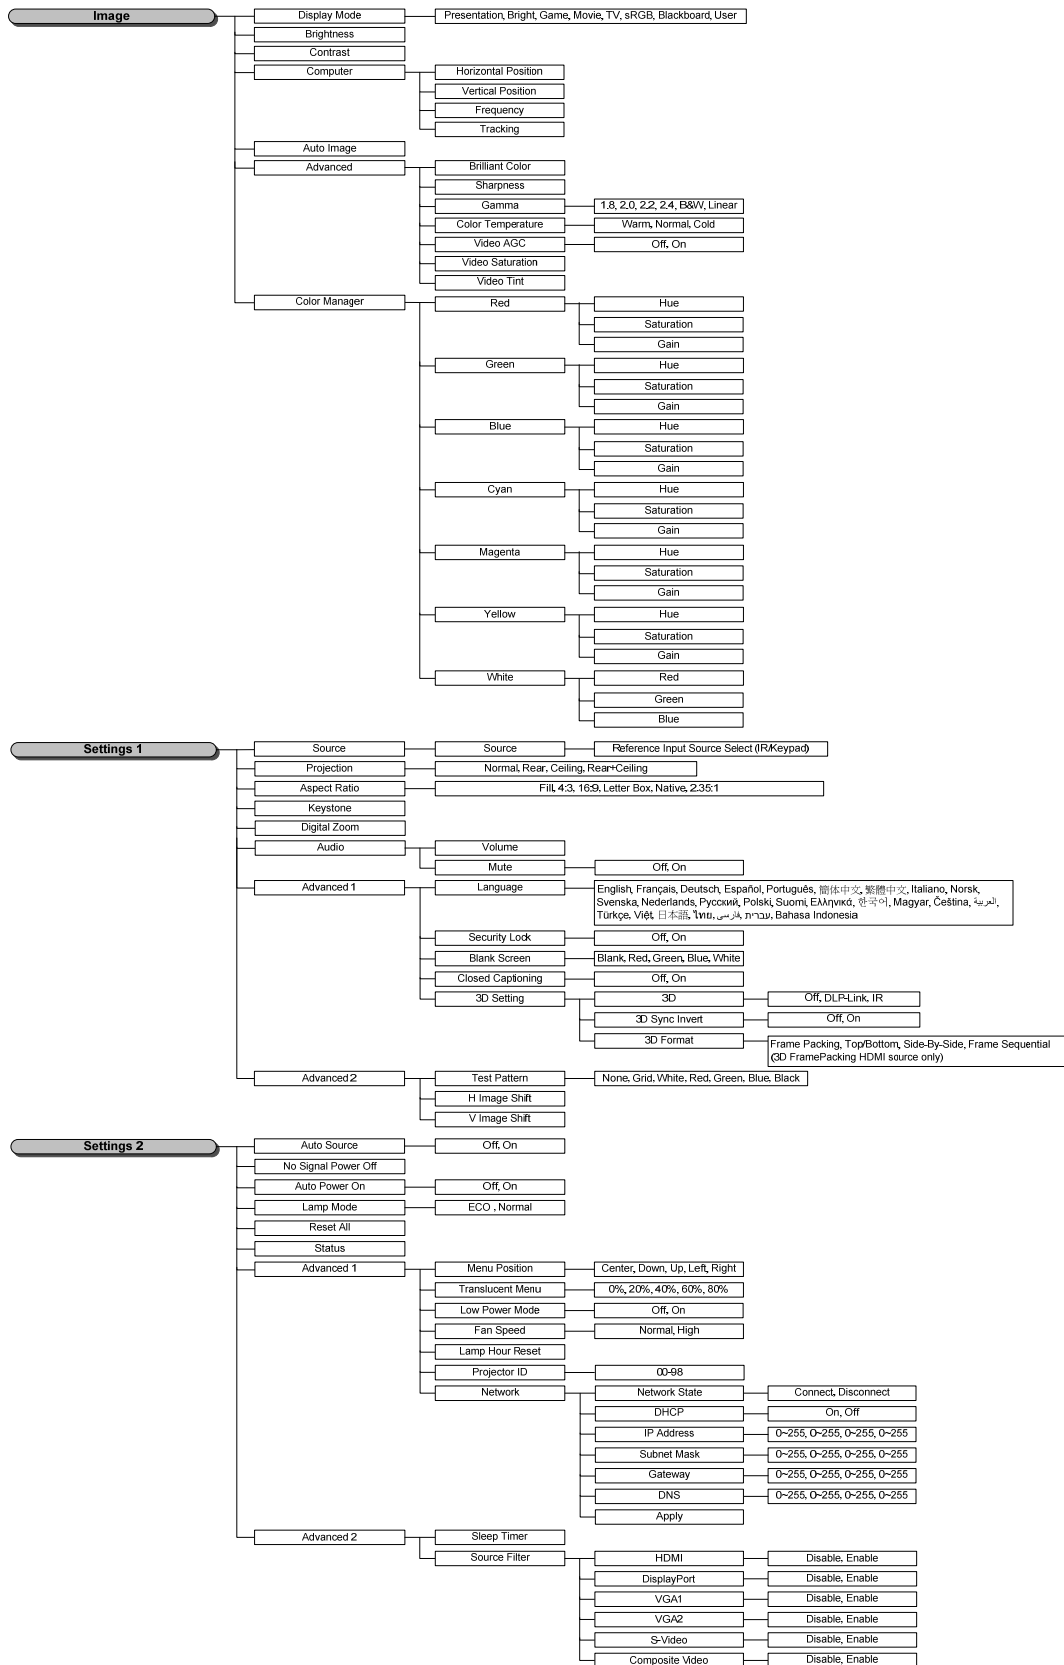 Image
Display Mode
Presentation, Bright, Game, Movie, TV, sRGB, Blackboard, User
Brightness
Contrast
Computer
Horizontal Position
Vertical Position
Frequency
Tracking
Auto Image
Advanced
Brilliant Color
Sharpness
Gamma
1.8, 2.0, 2.2, 2.4, B&W, Linear
Color Temperature
Warm, Normal, Cold
Video AGC
Off, On
Video Saturation
Video Tint
Color Manager
Red
Hue
Saturation
Gain
Green
Hue
Saturation
Gain
Blue
Hue
Saturation
Gain
Cyan
Hue
Saturation
Gain
Magenta
Hue
Saturation
Gain
Yellow
Hue
Saturation
Gain
White
Red
Green
Blue
Settings 1
Source
Source
Reference Input Source Select (IR/Keypad)
Projection
Normal, Rear, Ceiling, Rear+Ceiling
Aspect Ratio
Fill, 4:3, 16:9, Letter Box, Native, 2.35:1
Keystone
Digital Zoom
Audio
Volume
Mute
Off, On
Advanced 1
Language
English, Français, Deutsch, Español, Português, 簡体中文, 繁體中文, Italiano, Norsk,
Svenska, Nederlands, Русский, Polski, Suomi, Ελληνικά, 한국어, Magyar, Čeština, العربية,
Türkçe, Việt, 日本語, ไทย, فارسی, עברית, Bahasa Indonesia
Security Lock
Off, On
Blank Screen
Blank, Red, Green, Blue, White
Closed Captioning
Off, On
3D Setting
3D
Off, DLP-Link, IR
3D Sync Invert
Off, On
3D Format
Frame Packing, Top/Bottom, Side-By-Side, Frame Sequential
(3D FramePacking HDMI source only)
Advanced 2
Test Pattern
None, Grid, White, Red, Green, Blue, Black
H Image Shift
V Image Shift
Settings 2
Auto Source
Off, On
No Signal Power Off
Auto Power On
Off, On
Lamp Mode
ECO , Normal
Reset All
Status
Advanced 1
Menu Position
Center, Down, Up, Left, Right
Translucent Menu
0%, 20%, 40%, 60%, 80%
Low Power Mode
Off, On
Fan Speed
Normal, High
Lamp Hour Reset
Projector ID
00-98
Network
Network State
Connect, Disconnect
DHCP
On, Off
IP Address
0~255, 0~255, 0~255, 0~255
Subnet Mask
0~255, 0~255, 0~255, 0~255
Gateway
0~255, 0~255, 0~255, 0~255
DNS
0~255, 0~255, 0~255, 0~255
Apply
Advanced 2
Sleep Timer
Source Filter
HDMI
Disable, Enable
DisplayPort
Disable, Enable
VGA1
Disable, Enable
VGA2
Disable, Enable
S-Video
Disable, Enable
Composite Video
Disable, Enable